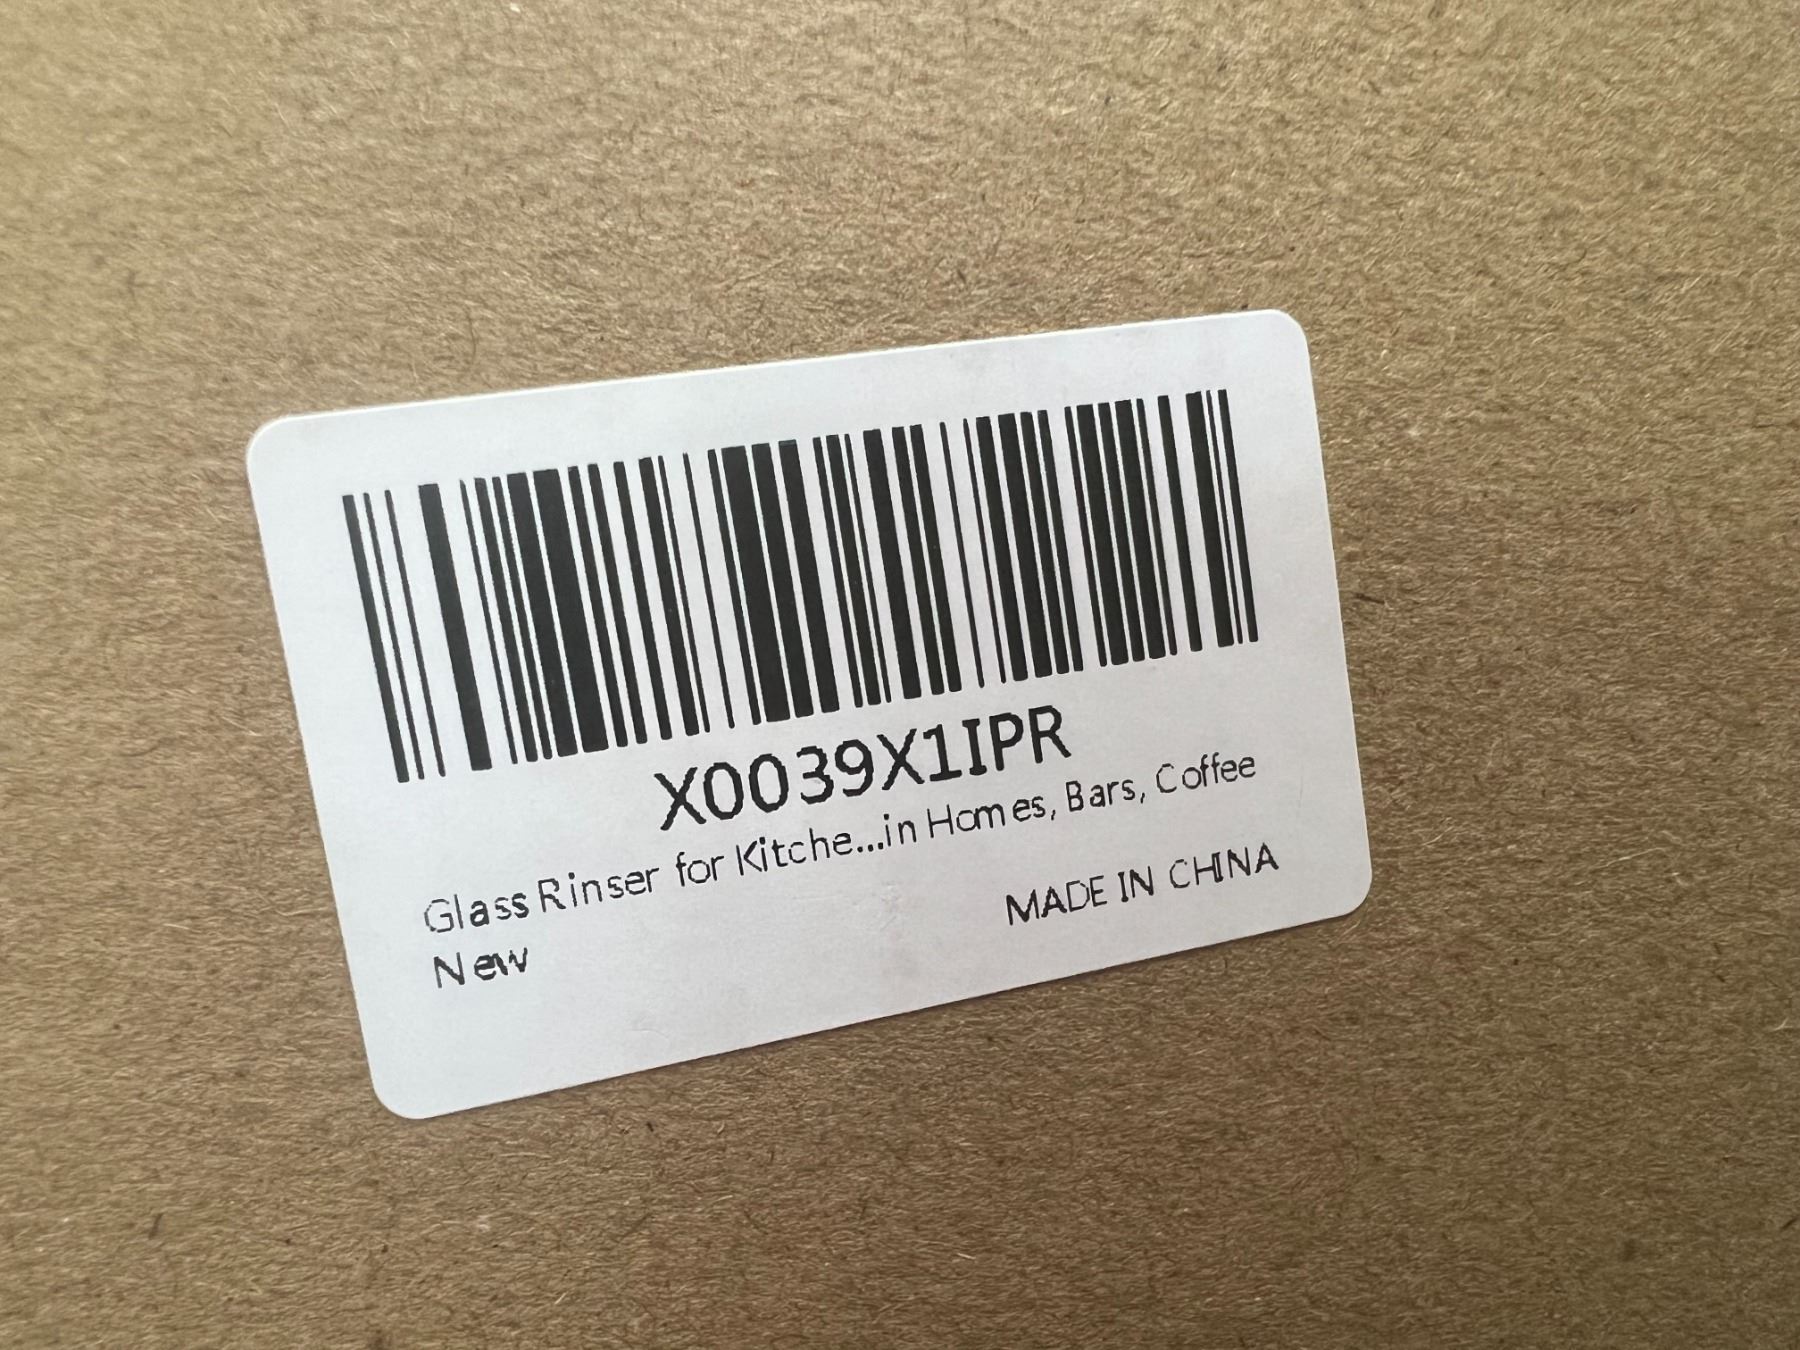 X0039X1IPR
Glass Rinser for Kitche...in Homes, Bars, Coffee
New
MADE IN CHINA